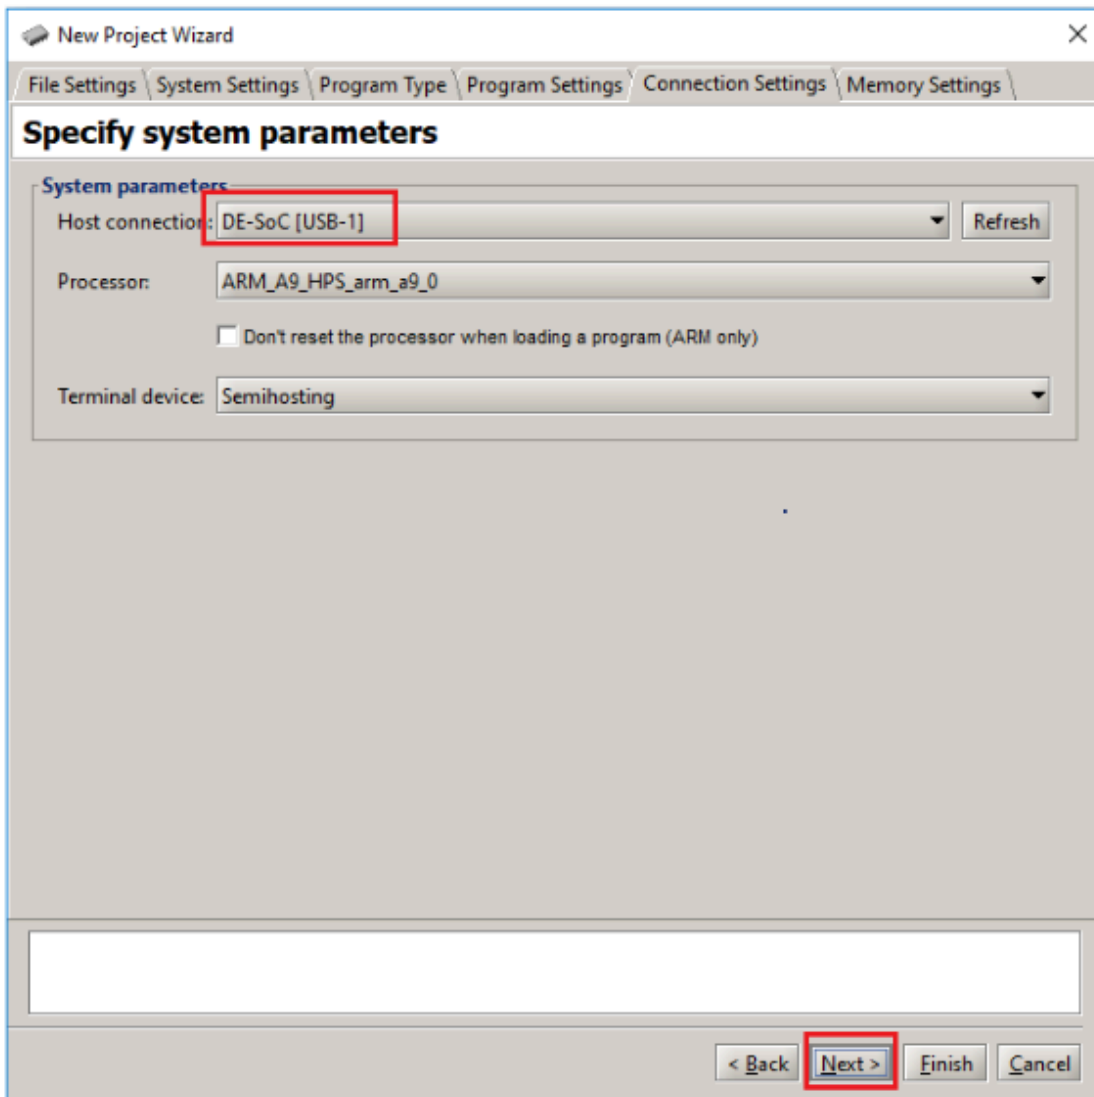 New Project Wizard
File Settings System Settings Program Type Program Settings Connection Settings Memory Settings
Specify system parameters
System parameters
Host connection: DE-SoC [USB-1] Refresh
Processor: ARM_A9_HPS_arm_a9_0
Don't reset the processor when loading a program (ARM only)
Terminal device: Semihosting
< Back Next > Finish Cancel